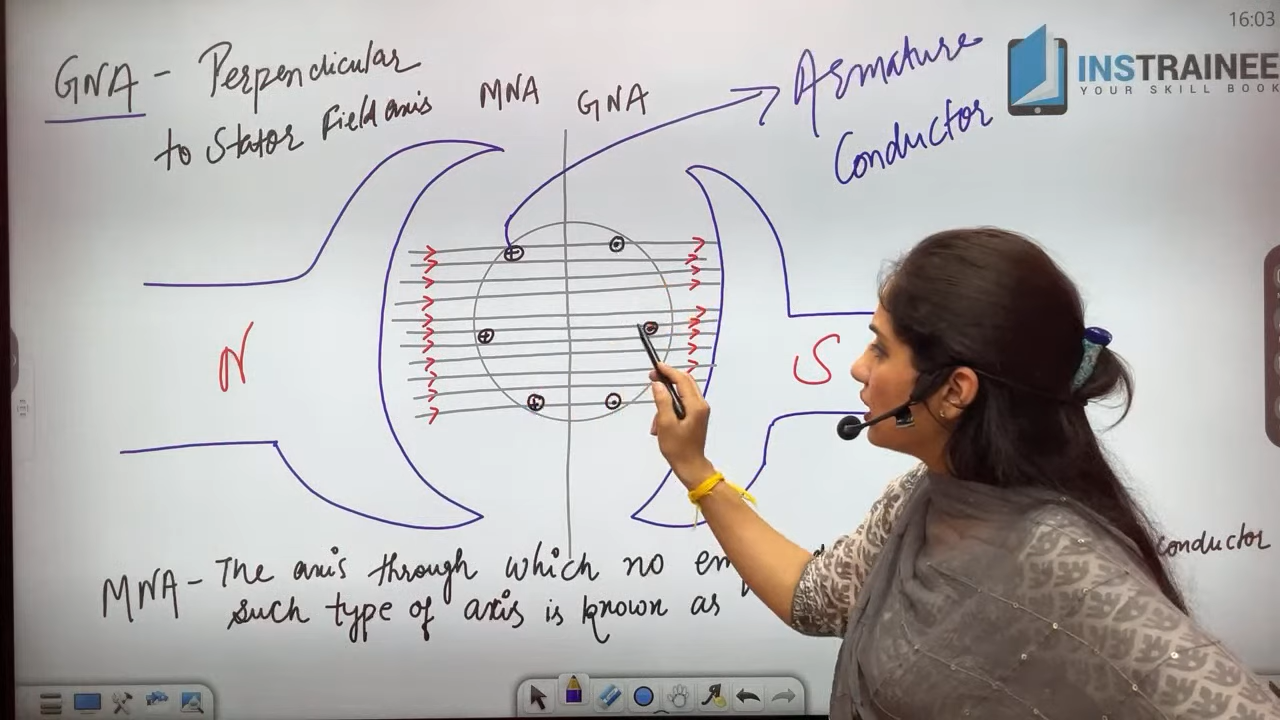 16:03
INSTRAINEE
YOUR SKILL BOOK
GNA - Perpendicular
to Stator Field axis
MNA GNA
Armature
Conductor
N
S
MNA - The axis through which no
conductor
such type of axis is known as